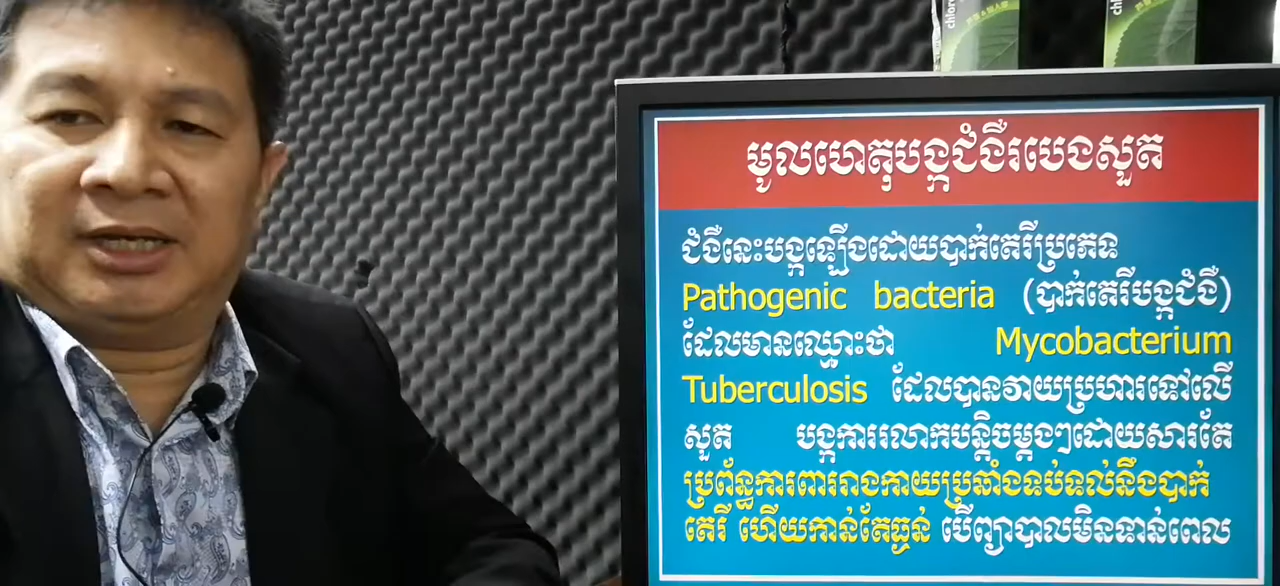 មូលហេតុបង្កជំងឺរបេងសួត
ជំងឺនេះបង្កឡើងដោយបាក់តេរីប្រភេទ
Pathogenic bacteria (បាក់តេរីបង្កជំងឺ)
ដែលមានឈ្មោះថា Mycobacterium
Tuberculosis ដែលបានវាយប្រហារទៅលើ
សួត បង្កការរលាកបន្តិចម្តងៗដោយសារតែ
ប្រព័ន្ធការពាររាងកាយប្រឆាំងទប់ទល់នឹងបាក់
តេរី ហើយកាន់តែធ្ងន់ បើព្យាបាលមិនទាន់ពេល